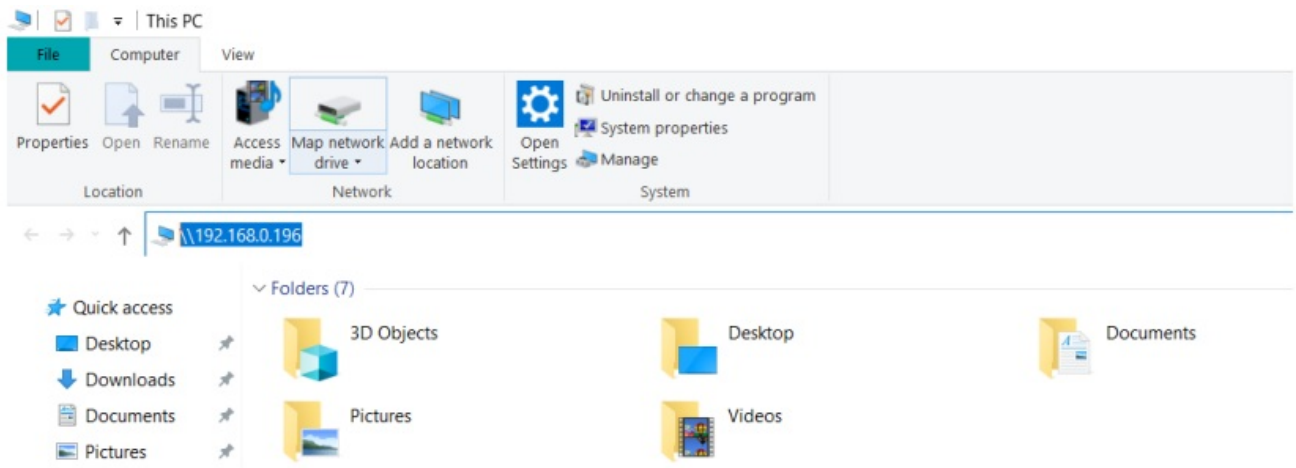 This PC
File Computer View
Properties Open Rename Access media Map network drive Add a network location Open Settings Uninstall or change a program
System properties
Manage
Location Network System
\\192.168.0.196
Folders (7)
Quick access
3D Objects Desktop Documents
Desktop
Downloads
Documents Pictures Videos
Pictures